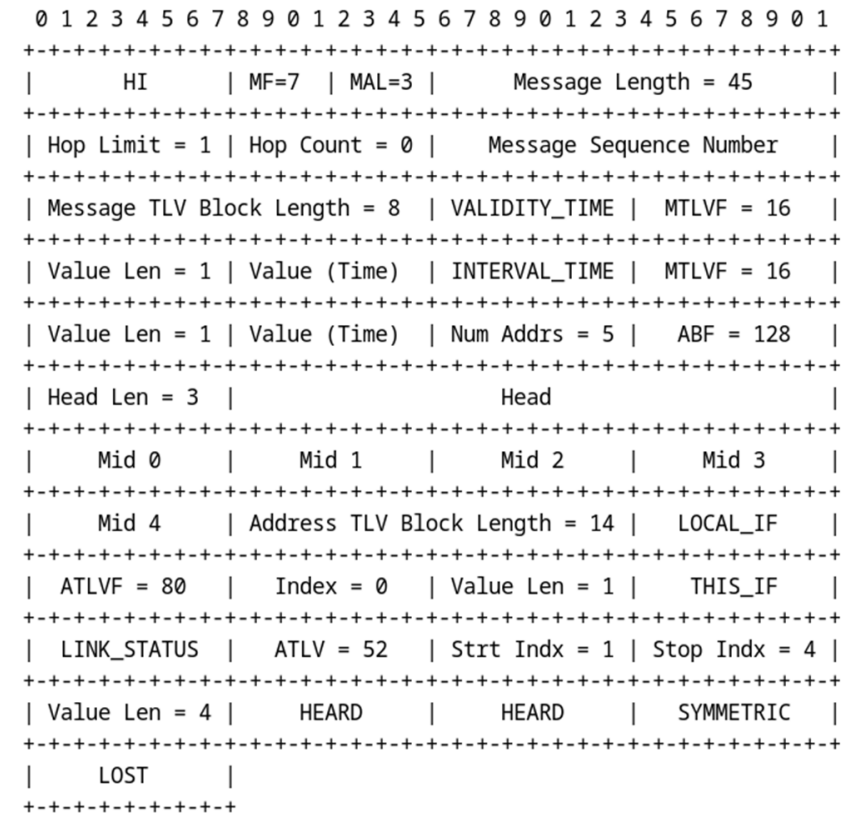 0 1 2 3 4 5 6 7 8 9 0 1 2 3 4 5 6 7 8 9 0 1 2 3 4 5 6 7 8 9 0 1
+-+-+-+-+-+-+-+-+-+-+-+-+-+-+-+-+-+-+-+-+-+-+-+-+-+-+-+-+-+-+-+-+
|       HI      | MF=7  | MAL=3 |      Message Length = 45      |
+-+-+-+-+-+-+-+-+-+-+-+-+-+-+-+-+-+-+-+-+-+-+-+-+-+-+-+-+-+-+-+-+
| Hop Limit = 1 | Hop Count = 0 |    Message Sequence Number    |
+-+-+-+-+-+-+-+-+-+-+-+-+-+-+-+-+-+-+-+-+-+-+-+-+-+-+-+-+-+-+-+-+
| Message TLV Block Length = 8  | VALIDITY_TIME |  MTLVF = 16   |
+-+-+-+-+-+-+-+-+-+-+-+-+-+-+-+-+-+-+-+-+-+-+-+-+-+-+-+-+-+-+-+-+
| Value Len = 1 | Value (Time)  | INTERVAL_TIME |  MTLVF = 16   |
+-+-+-+-+-+-+-+-+-+-+-+-+-+-+-+-+-+-+-+-+-+-+-+-+-+-+-+-+-+-+-+-+
| Value Len = 1 | Value (Time)  | Num Addrs = 5 |   ABF = 128   |
+-+-+-+-+-+-+-+-+-+-+-+-+-+-+-+-+-+-+-+-+-+-+-+-+-+-+-+-+-+-+-+-+
| Head Len = 3  |                     Head                      |
+-+-+-+-+-+-+-+-+-+-+-+-+-+-+-+-+-+-+-+-+-+-+-+-+-+-+-+-+-+-+-+-+
|     Mid 0     |     Mid 1     |     Mid 2     |     Mid 3     |
+-+-+-+-+-+-+-+-+-+-+-+-+-+-+-+-+-+-+-+-+-+-+-+-+-+-+-+-+-+-+-+-+
|     Mid 4     | Address TLV Block Length = 14 |   LOCAL_IF    |
+-+-+-+-+-+-+-+-+-+-+-+-+-+-+-+-+-+-+-+-+-+-+-+-+-+-+-+-+-+-+-+-+
|  ATLVF = 80   |   Index = 0   | Value Len = 1 |    THIS_IF    |
+-+-+-+-+-+-+-+-+-+-+-+-+-+-+-+-+-+-+-+-+-+-+-+-+-+-+-+-+-+-+-+-+
|  LINK_STATUS  |   ATLV = 52   | Strt Indx = 1 | Stop Indx = 4 |
+-+-+-+-+-+-+-+-+-+-+-+-+-+-+-+-+-+-+-+-+-+-+-+-+-+-+-+-+-+-+-+-+
| Value Len = 4 |     HEARD     |     HEARD     |   SYMMETRIC   |
+-+-+-+-+-+-+-+-+-+-+-+-+-+-+-+-+-+-+-+-+-+-+-+-+-+-+-+-+-+-+-+-+
|     LOST      |
+-+-+-+-+-+-+-+-+